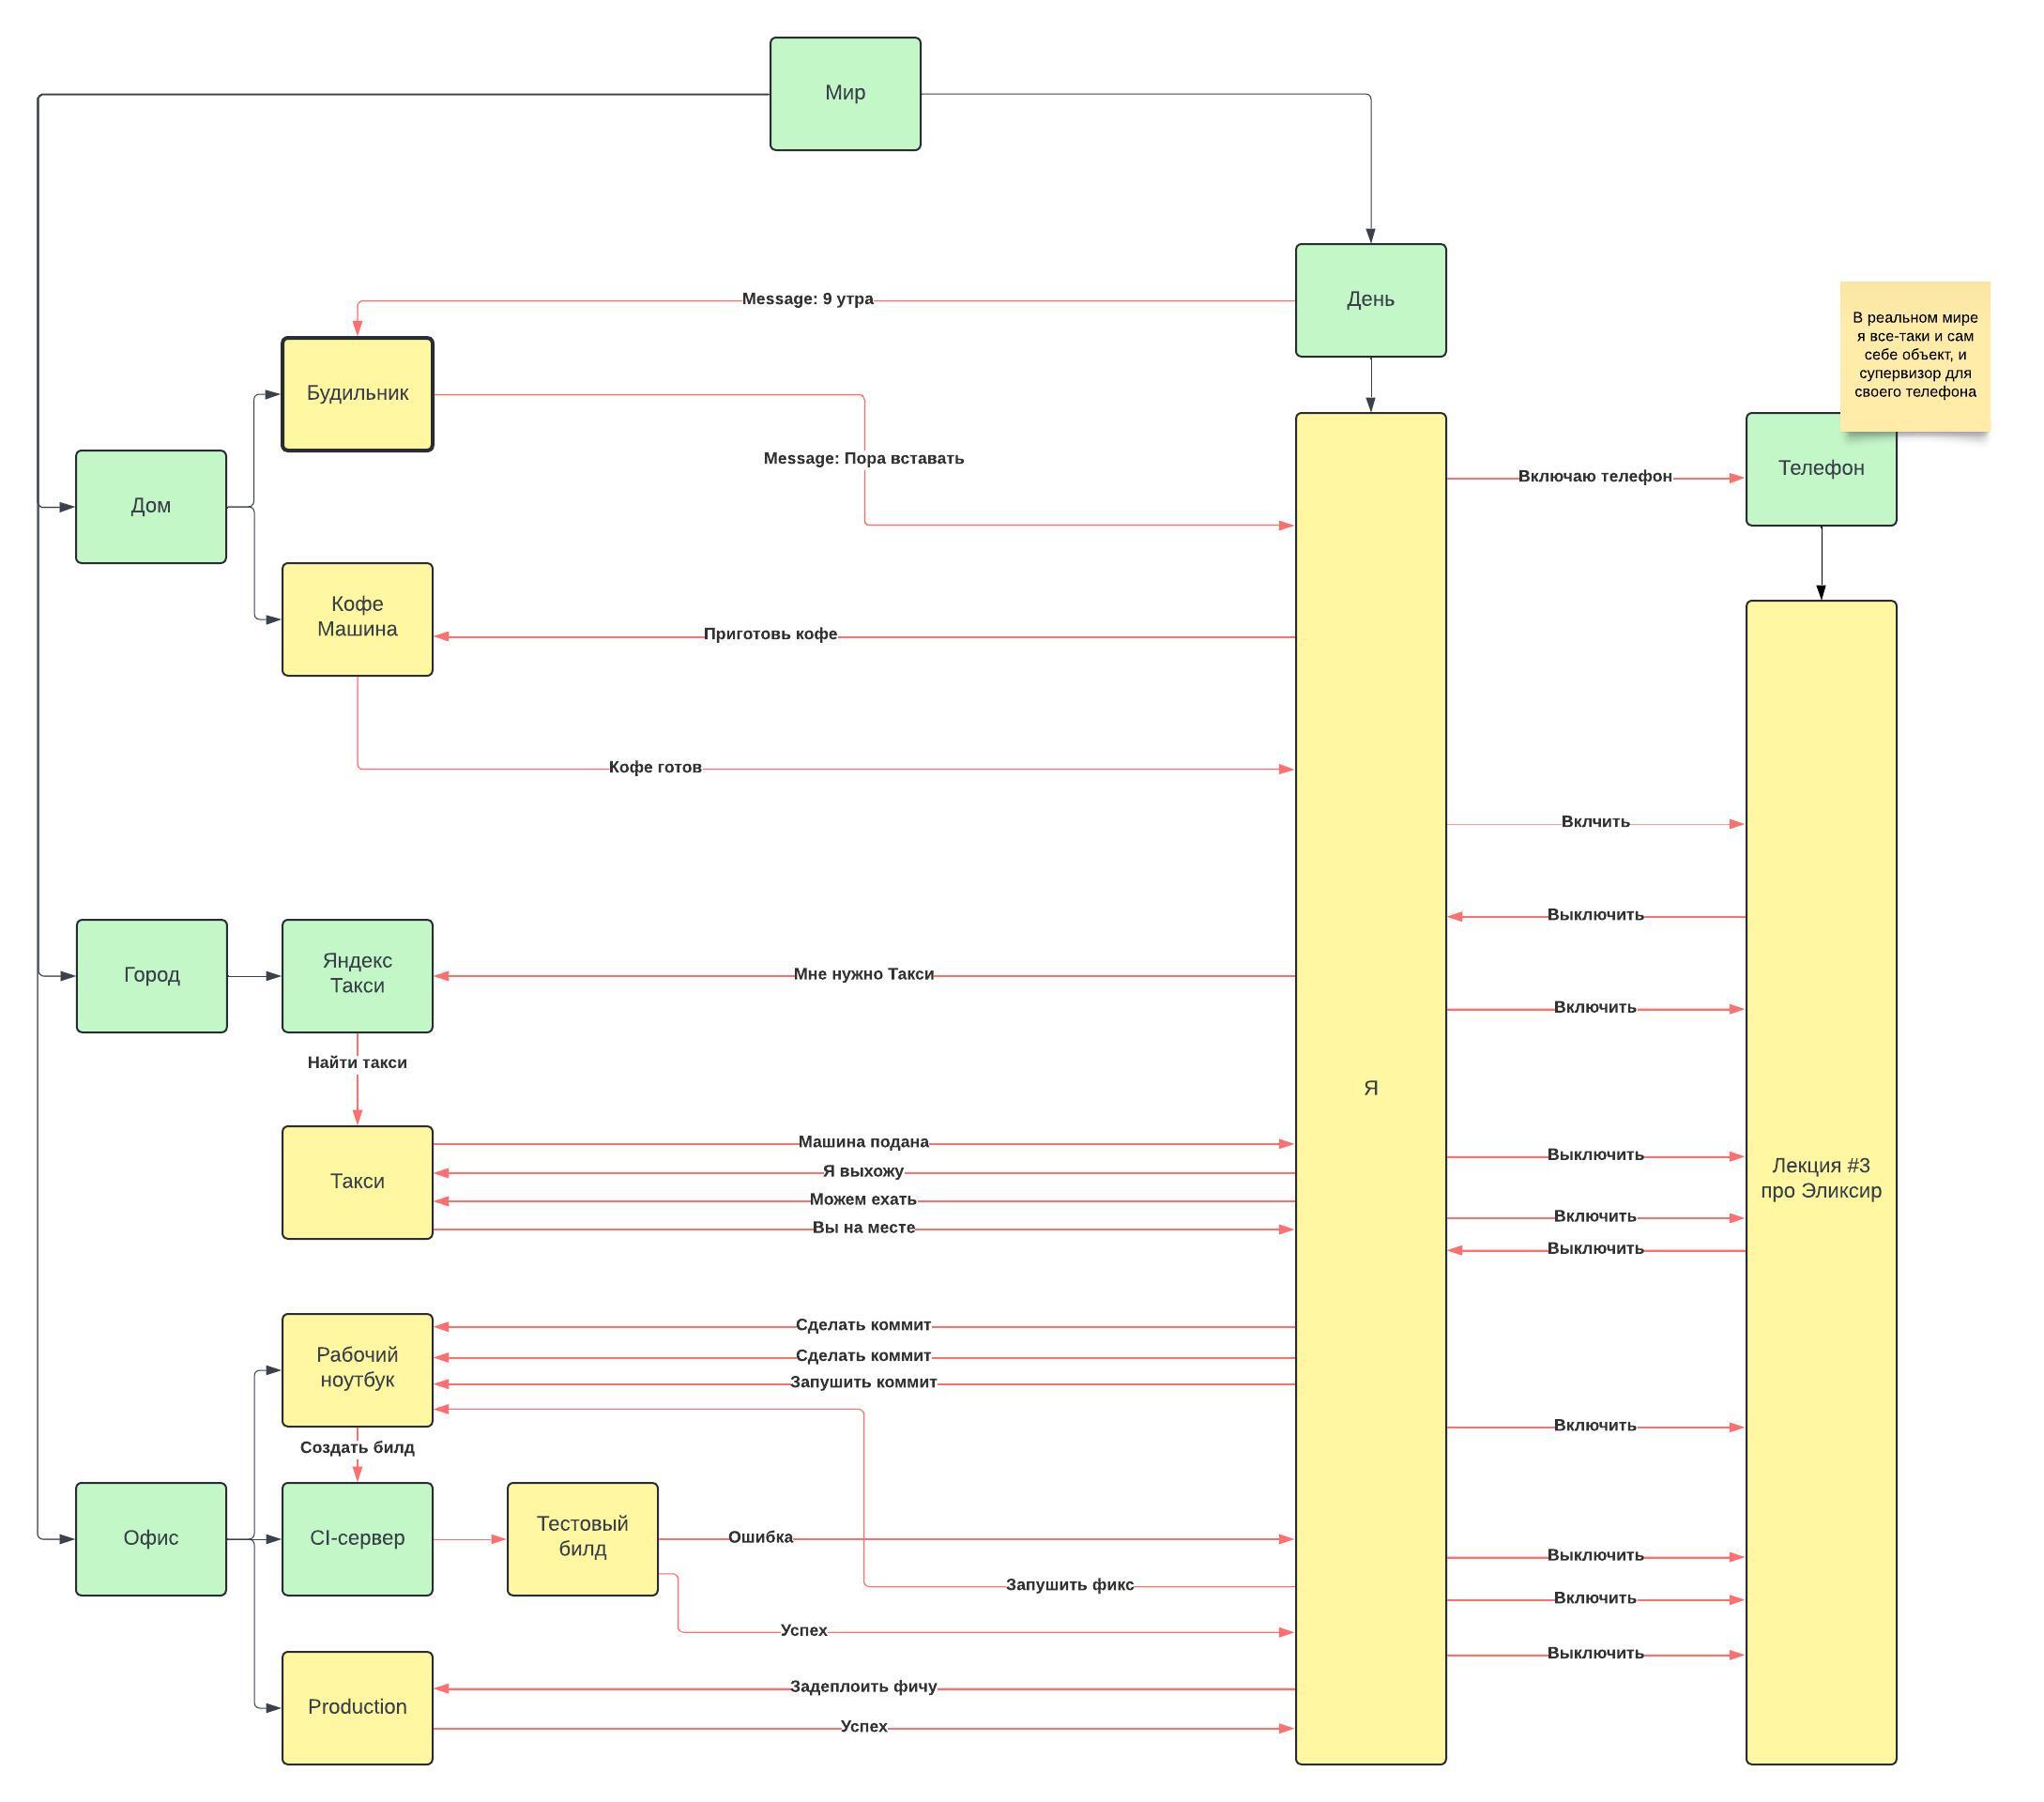 Мир
День
Message: 9 утра
В реальном мире
я все-таки и сам
себе объект, и
супервизор для
своего телефона
Будильник
Message: Пора вставать
Включаю телефон
Телефон
Дом
Кофе
Машина
Приготовь кофе
Кофе готов
Вклчить
Выключить
Город
Яндекс
Такси
Мне нужно Такси
Включить
Найти такси
Я
Машина подана
Выключить
Лекция #3
про Эликсир
Такси
Я выхожу
Можем ехать
Включить
Вы на месте
Выключить
Сделать коммит
Рабочий
ноутбук
Сделать коммит
Запушить коммит
Включить
Создать билд
Офис
CI-сервер
Тестовый
билд
Ошибка
Выключить
Запушить фикс
Включить
Успех
Выключить
Production
Задеплоить фичу
Успех